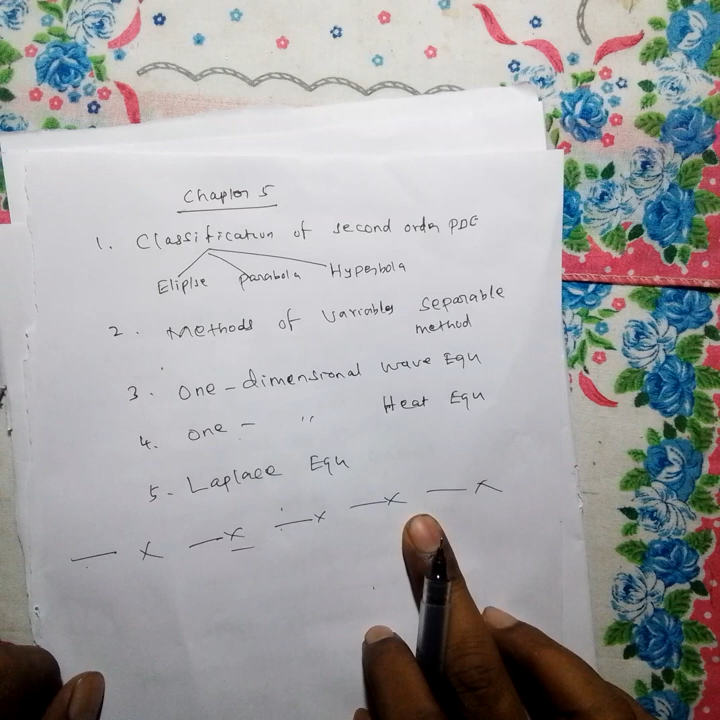 Chapter 5
1. Classification of second order PDE
Eliplse parabola Hyperbola
2. Methods of variables separable
method
3. One-dimensional wave Equ
4. One - " Heat Equ
5. Laplace Equ
— x — x — x — x — x